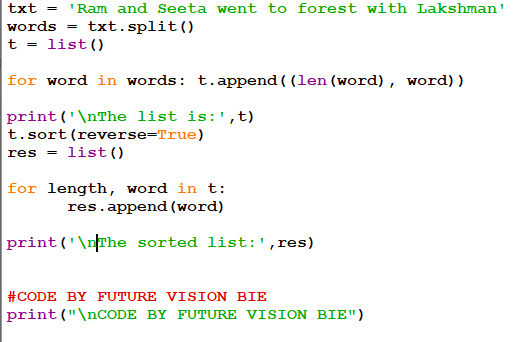 txt = 'Ram and Seeta went to forest with Lakshman'
words = txt.split()
t = list()
for word in words: t.append((len(word), word))
print('\nThe list is:',t)
t.sort(reverse=True)
res = list()
for length, word in t:
res.append(word)
print('\nThe sorted list:',res)
#CODE BY FUTURE VISION BIE
print("\nCODE BY FUTURE VISION BIE")